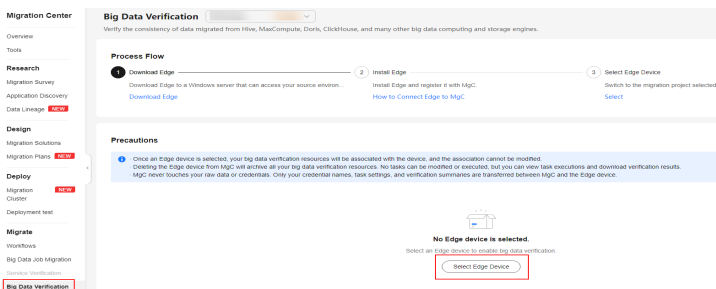 Migration Center
Overview
Tools
Research
Migration Survey
Application Discovery
Data Lineage NEW
Design
Migration Solutions
Migration Plans NEW
Deploy
Migration Cluster NEW
Deployment test
Migrate
Workflows
Big Data Job Migration
Service Verification
Big Data Verification
Big Data Verification
Verify the consistency of data migrated from Hive, MaxCompute, Doris, ClickHouse, and many other big data computing and storage engines.
Process Flow
1 Download Edge
Download Edge to a Windows server that can access your source environ...
Download Edge
2 Install Edge
Install Edge and register it with MgC.
How to Connect Edge to MgC
3 Select Edge Device
Switch to the migration project selected
Select
Precautions
· Once an Edge device is selected, your big data verification resources will be associated with the device, and the association cannot be modified.
· Deleting the Edge device from MgC will archive all your big data verification resources. No tasks can be modified or executed, but you can view task executions and download verification results.
· MgC never touches your raw data or credentials. Only your credential names, task settings, and verification summaries are transferred between MgC and the Edge device.
No Edge device is selected.
Select an Edge device to enable big data verification.
Select Edge Device